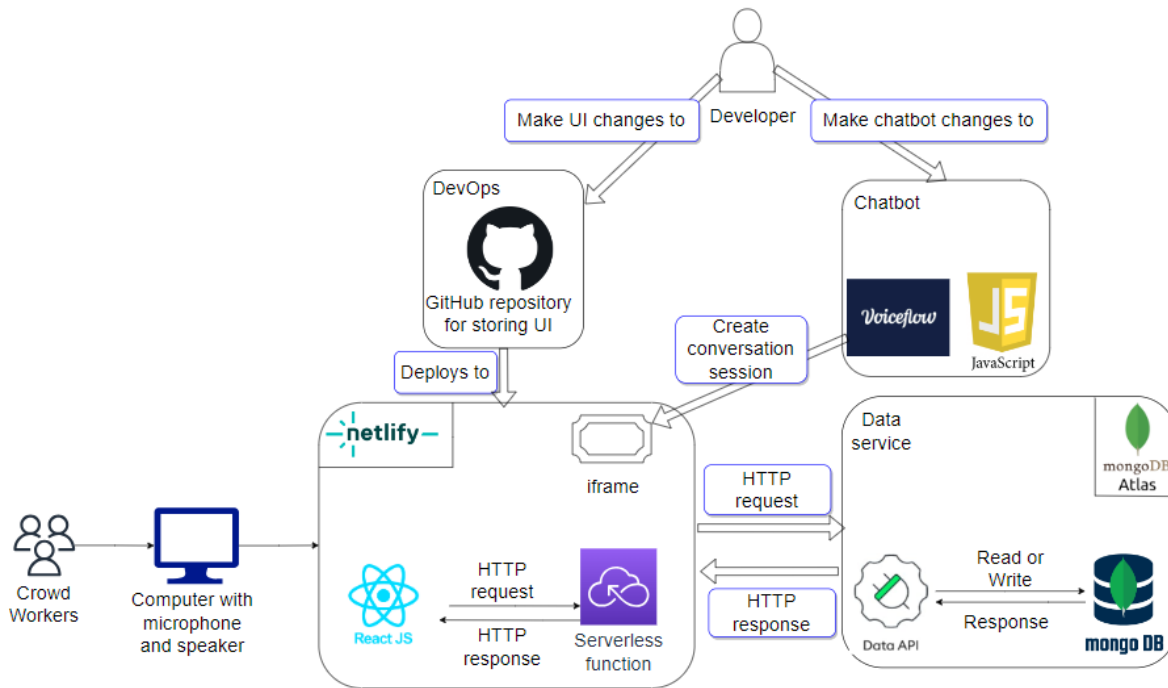 Developer
Make UI changes to
Make chatbot changes to
DevOps
GitHub repository
for storing UI
Chatbot
Voiceflow
JS
JavaScript
Create
conversation
session
Deploys to
netlify
iframe
Data
service
mongoDB
Atlas
HTTP
request
HTTP
response
Crowd
Workers
Computer with
microphone
and speaker
React JS
HTTP
request
HTTP
response
Serverless
function
Data API
Read or
Write
Response
mongo DB